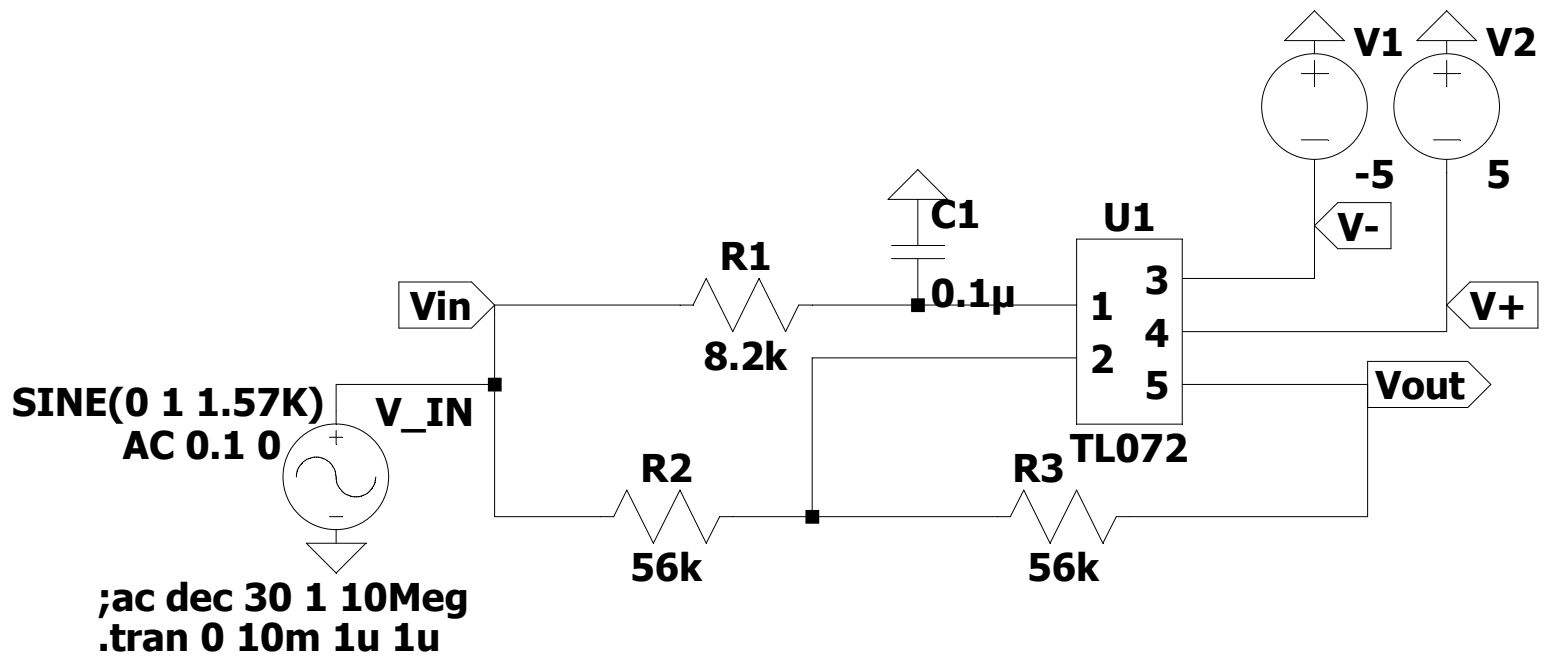 V1
V2
-5
5
C1
U1
V-
R1
0.1µ
3
Vin
1
V+
8.2k
4
2
5
Vout
SINE(0 1 1.57K)
V_IN
AC 0.1 0
TL072
R2
R3
56k
56k
;ac dec 30 1 10Meg
.tran 0 10m 1u 1u